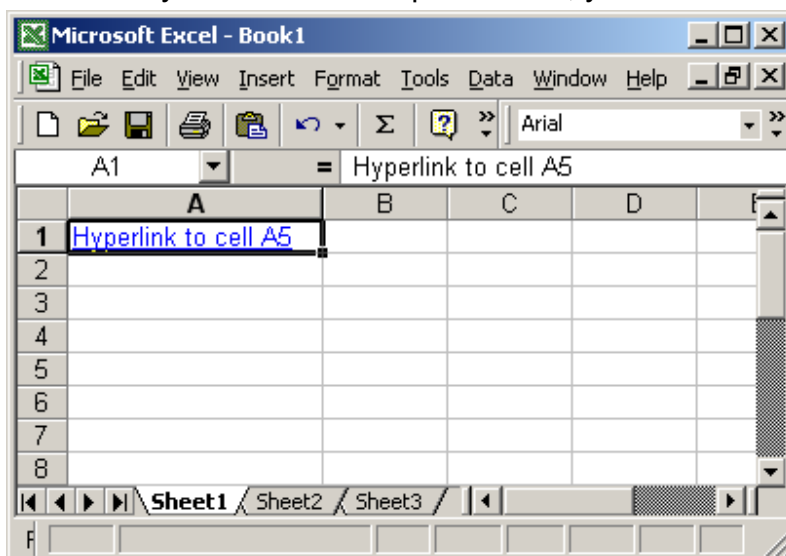 Microsoft Excel - Book1
File Edit View Insert Format Tools Data Window Help
Σ ? Arial
A1 = Hyperlink to cell A5
A B C D
1 Hyperlink to cell A5
2
3
4
5
6
7
8
Sheet1 Sheet2 Sheet3